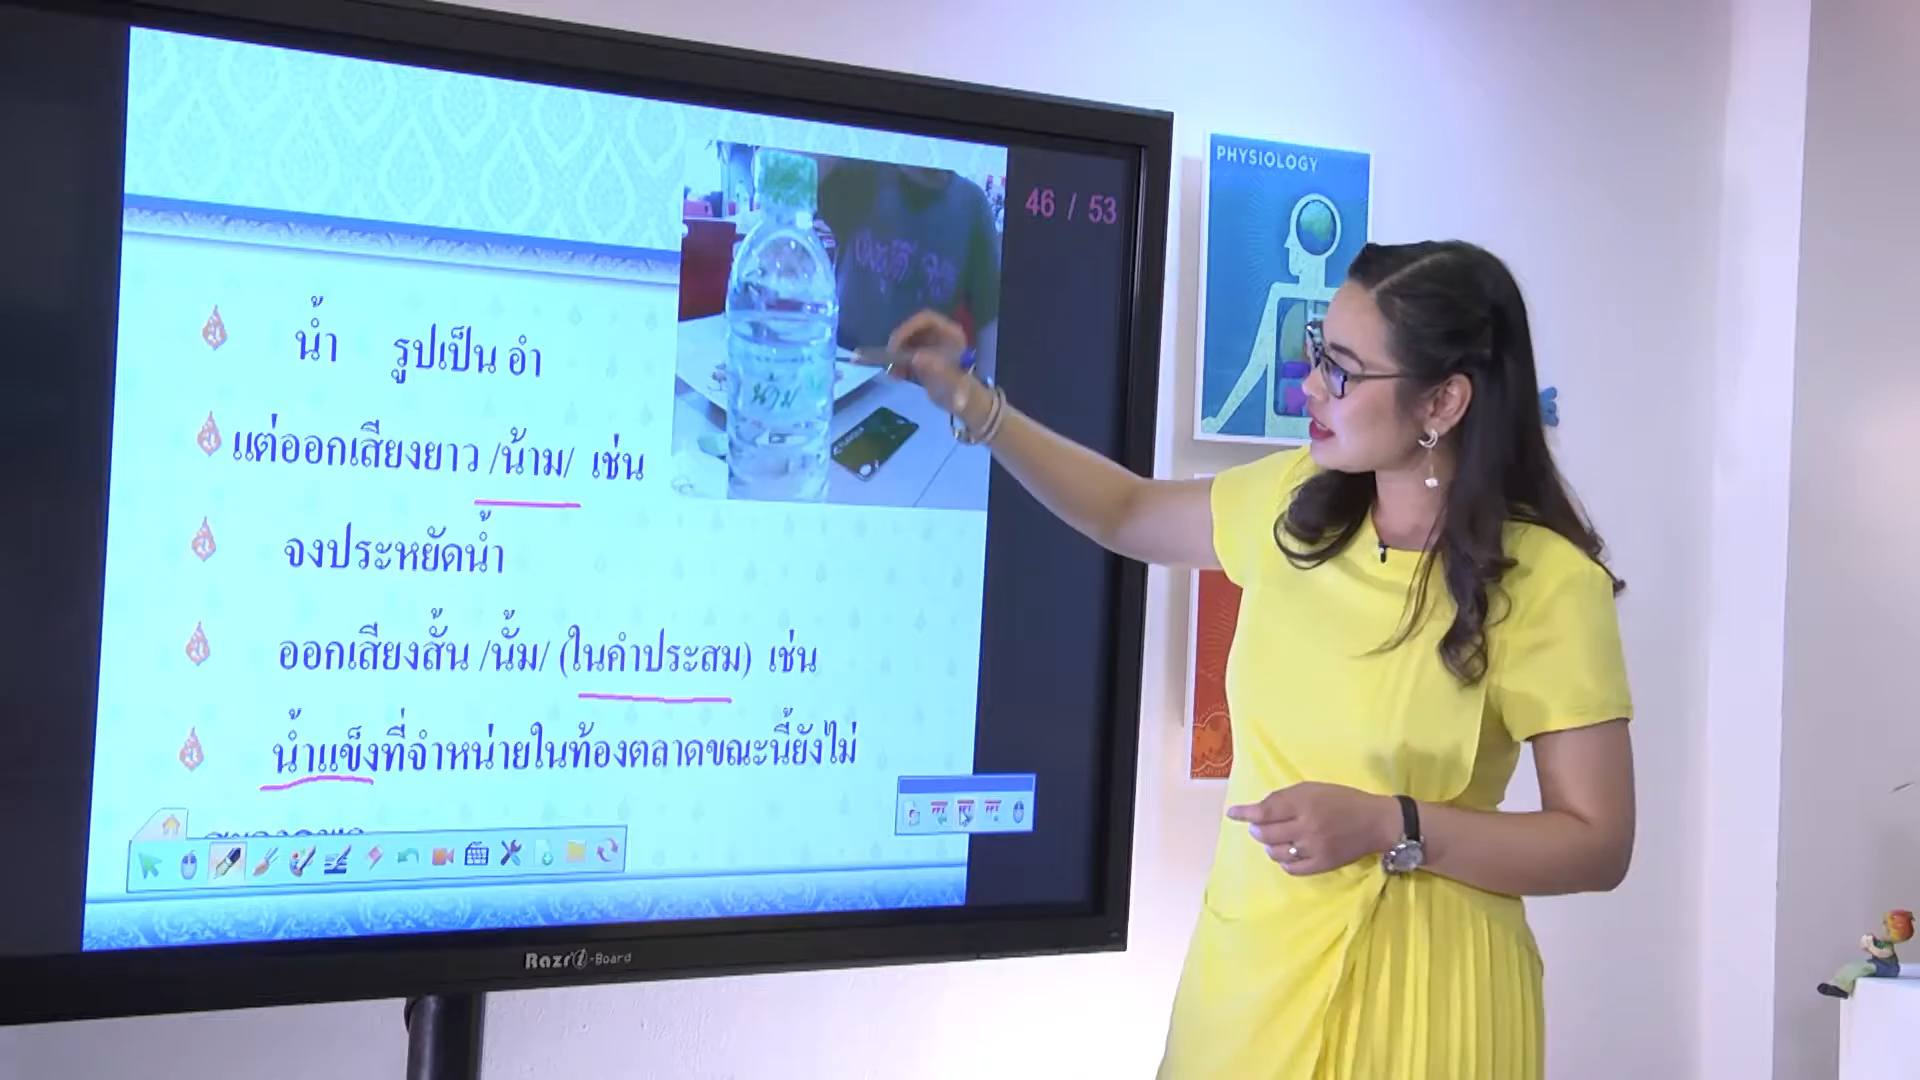 46 / 53
PHYSIOLOGY
น้ำ รูปเป็น อำ
แต่ออกเสียงยาว /น้าม/ เช่น
น้าม
จงประหยัดน้ำ
ออกเสียงสั้น /นั้ม/ (ในคำประสม) เช่น
น้ำแข็งที่จำหน่ายในท้องตลาดขณะนี้ยังไม่
PPT PPT PPT
Razr i-Board